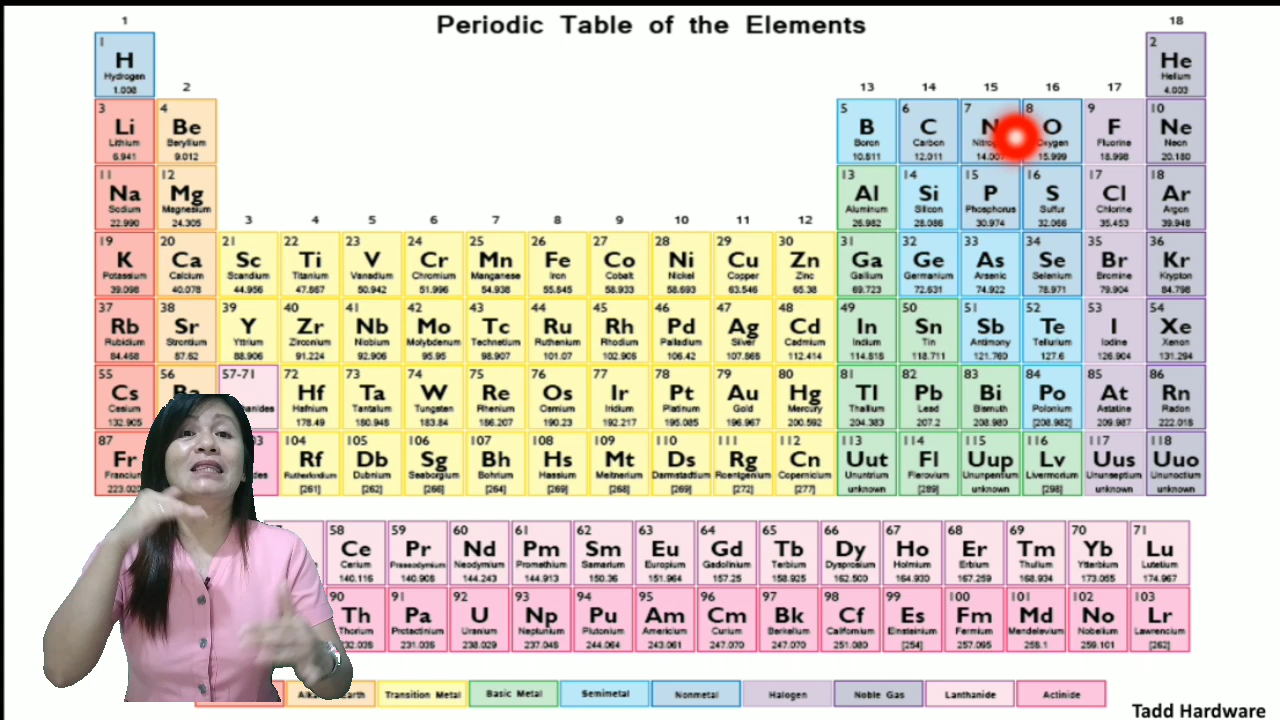 Periodic Table of the Elements
1 18
1 2
H He
Hydrogen Helium
1.008 4.003
2 13 14 15 16 17
3 4 5 6 7 8 9 10
Li Be B C N O F Ne
Lithium Beryllium Boron Carbon Oxygen Fluorine Neon
6.941 9.012 10.811 12.011 15.999 18.998 20.180
11 12 13 14 15 16 17 18
Na Mg Al Si P S Cl Ar
Sodium Magnesium Aluminum Silicon Phosphorus Sulfur Chlorine Argon
22.990 24.305 26.982 28.086 30.974 32.066 35.453 39.948
3 4 5 6 7 8 9 10 11 12
19 20 21 22 23 24 25 26 27 28 29 30 31 32 33 34 35 36
K Ca Sc Ti V Cr Mn Fe Co Ni Cu Zn Ga Ge As Se Br Kr
Potassium Calcium Scandium Titanium Vanadium Chromium Manganese Iron Cobalt Nickel Copper Zinc Gallium Germanium Arsenic Selenium Bromine Krypton
39.098 40.078 44.956 47.867 50.942 51.996 54.938 55.845 58.933 58.693 63.546 65.38 69.723 72.631 74.922 78.971 79.904 84.798
37 38 39 40 41 42 43 44 45 46 47 48 49 50 51 52 53 54
Rb Sr Y Zr Nb Mo Tc Ru Rh Pd Ag Cd In Sn Sb Te I Xe
Rubidium Strontium Yttrium Zirconium Niobium Molybdenum Technetium Ruthenium Rhodium Palladium Silver Cadmium Indium Tin Antimony Tellurium Iodine Xenon
84.468 87.62 88.906 91.224 92.906 95.95 98.907 101.07 102.906 106.42 107.868 112.414 114.818 118.711 121.760 127.6 126.904 131.294
55 56 57-71 72 73 74 75 76 77 78 79 80 81 82 83 84 85 86
Cs Hf Ta W Re Os Ir Pt Au Hg Tl Pb Bi Po At Rn
Cesium Hafnium Tantalum Tungsten Rhenium Osmium Iridium Platinum Gold Mercury Thallium Lead Bismuth Polonium Astatine Radon
132.905 178.49 180.948 183.84 186.207 190.23 192.217 195.085 196.967 200.592 204.383 207.2 208.980 [208.982] 209.987 222.018
87 104 105 106 107 108 109 110 111 112 113 114 115 116 117 118
Fr Rf Db Sg Bh Hs Mt Ds Rg Cn Uut Fl Uup Lv Uus Uuo
Rutherfordium Dubnium Seaborgium Bohrium Hassium Meitnerium Darmstadtium Roentgenium Copernicium Ununtrium Flerovium Ununpentium Livermorium Ununseptium Ununoctium
[261] [262] [266] [264] [269] [268] [269] [272] [277] unknown [289] unknown [298] unknown unknown
58 59 60 61 62 63 64 65 66 67 68 69 70 71
Ce Pr Nd Pm Sm Eu Gd Tb Dy Ho Er Tm Yb Lu
Cerium Praseodymium Neodymium Promethium Samarium Europium Gadolinium Terbium Dysprosium Holmium Erbium Thulium Ytterbium Lutetium
140.116 140.908 144.243 144.913 150.36 151.964 157.25 158.925 162.500 164.930 167.259 168.934 173.055 174.967
90 91 92 93 94 95 96 97 98 99 100 101 102 103
Th Pa U Np Pu Am Cm Bk Cf Es Fm Md No Lr
Thorium Protactinium Uranium Neptunium Plutonium Americium Curium Berkelium Californium Einsteinium Fermium Mendelevium Nobelium Lawrencium
232.038 231.036 238.029 237.048 244.064 243.061 247.070 247.070 251.080 [254] 257.095 258.1 259.101 [262]
Transition Metal Basic Metal Semimetal Nonmetal Halogen Noble Gas Lanthanide Actinide
Tadd Hardware